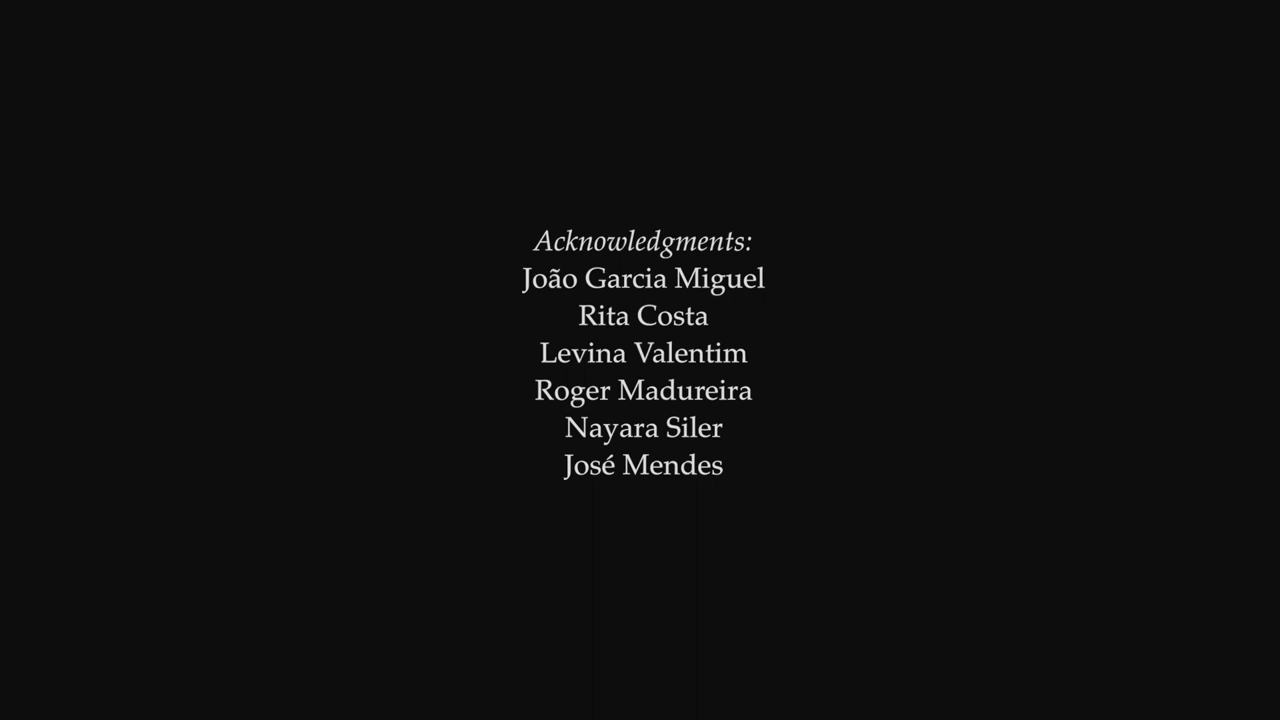 Acknowledgments:
João Garcia Miguel
Rita Costa
Levina Valentim
Roger Madureira
Nayara Siler
José Mendes